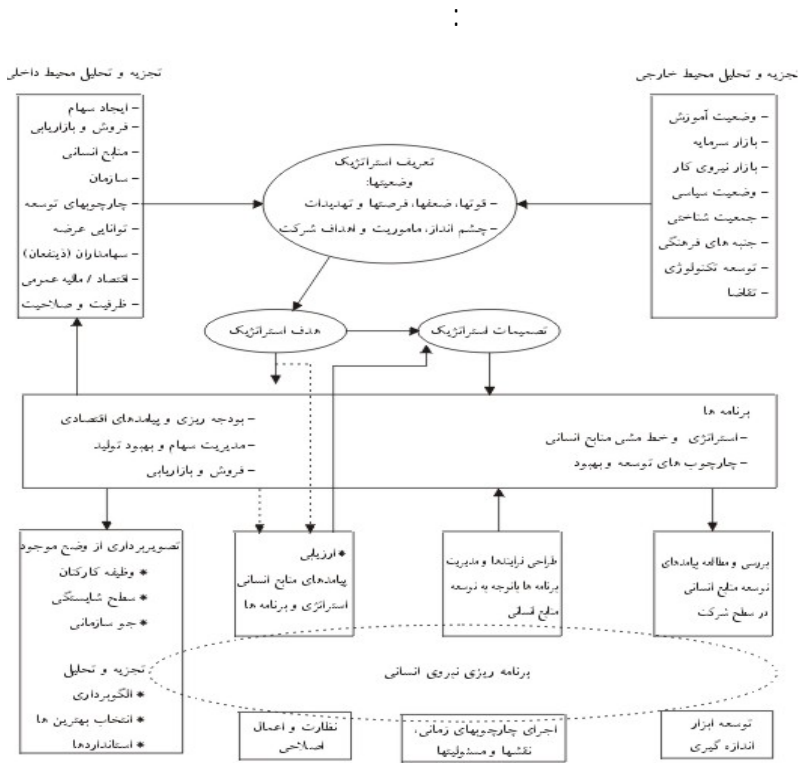 :
تجزیه و تحلیل محیط خارجی
- وضعیت آموزش
- بازار سرمایه
- بازار نیروی کار
- وضعیت سیاسی
- جمعیت شناختی
- جنبه های فرهنگی
- توسعه تکنولوژی
- تقاضا
تعریف استراتژیک
وضعیتها:
- قوتها، ضعفها، فرصتها و تهدیدات
- چشم انداز، ماموریت و اهداف شرکت
تجزیه و تحلیل محیط داخلی
- ایجاد سهام
- فروش و بازاریابی
- منابع انسانی
- سازمان
- چارچوبهای توسعه
- توانایی عرضه
- سهامداران (ذینفعان)
- اقتصاد / مالیه عمومی
- ظرفیت و صلاحیت
تصمیمات استراتژیک
هدف استراتژیک
برنامه ها
- استراتژی و خط مشی منابع انسانی
- چارچوب های توسعه و بهبود
- بودجه ریزی و پیامدهای اقتصادی
- مدیریت سهام و بهبود تولید
- فروش و بازاریابی
بررسی و مطالعه پیامدهای
توسعه منابع انسانی
در سطح شرکت
طراحی فرایندها و مدیریت
برنامه ها باتوجه به توسعه
منابع انسانی
* ارزیابی
پیامدهای منابع انسانی
استراتژی و برنامه ها
تصویربرداری از وضع موجود
* وظیفه کارکنان
* سطح شایستگی
* جو سازمانی
تجزیه و تحلیل
* الگوبرداری
* انتخاب بهترین ها
* استانداردها
برنامه ریزی نیروی انسانی
توسعه ابزار
اندازه گیری
اجرای چارچوبهای زمانی،
نقشها و مسئولیتها
نظارت و اعمال
اصلاحی